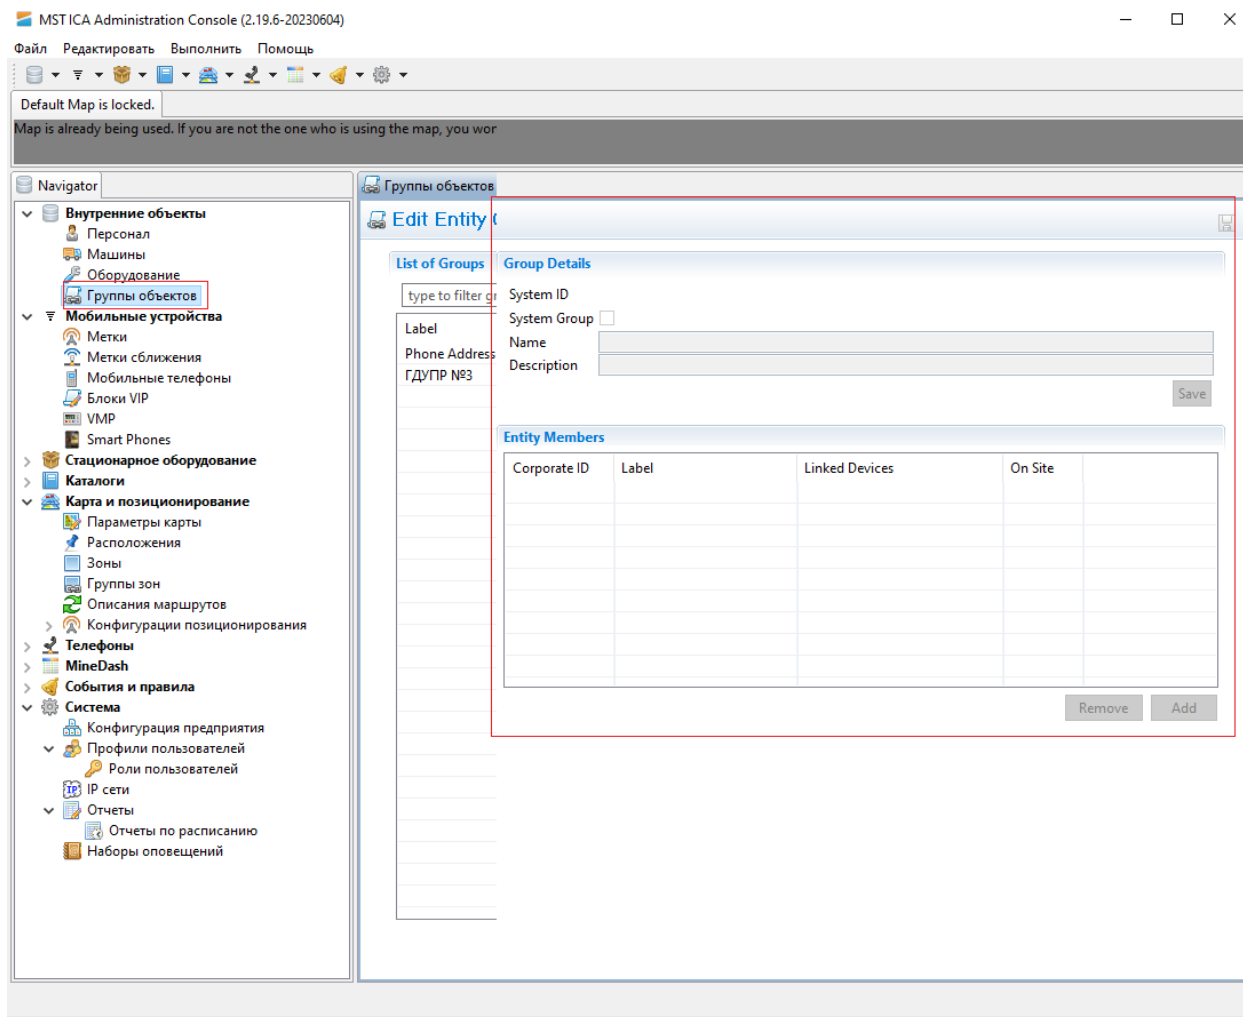 MST ICA Administration Console (2.19.6-20230604)
Файл Редактировать Выполнить Помощь
Default Map is locked.
Map is already being used. If you are not the one who is using the map, you wor
Navigator
Внутренние объекты
Персонал
Машины
Оборудование
Группы объектов
Мобильные устройства
Метки
Метки сближения
Мобильные телефоны
Блоки VIP
VMP
Smart Phones
Стационарное оборудование
Каталоги
Карта и позиционирование
Параметры карты
Расположения
Зоны
Группы зон
Описания маршрутов
Конфигурации позиционирования
Телефоны
MineDash
События и правила
Система
Конфигурация предприятия
Профили пользователей
Роли пользователей
IP сети
Отчеты
Отчеты по расписанию
Наборы оповещений
Группы объектов
Edit Entity
List of Groups
type to filter gr
Label
Phone Address
ГДУПР №3
Group Details
System ID
System Group
Name
Description
Save
Entity Members
Corporate ID Label Linked Devices On Site
Remove Add